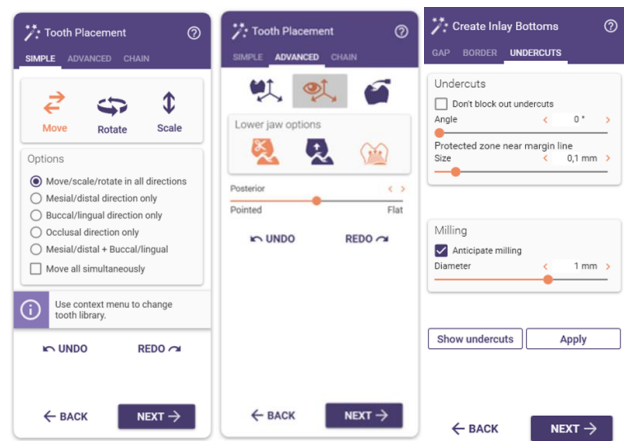 Tooth Placement
SIMPLE ADVANCED CHAIN
Move Rotate Scale
Options
Move/scale/rotate in all directions
Mesial/distal direction only
Buccal/lingual direction only
Occlusal direction only
Mesial/distal + Buccal/lingual
Move all simultaneously
Use context menu to change
tooth library.
UNDO REDO
BACK NEXT
Tooth Placement
SIMPLE ADVANCED CHAIN
Lower jaw options
Posterior
Pointed Flat
UNDO REDO
BACK NEXT
Create Inlay Bottoms
GAP BORDER UNDERCUTS
Undercuts
Don't block out undercuts
Angle 0 °
Protected zone near margin line
Size 0,1 mm
Milling
Anticipate milling
Diameter 1 mm
Show undercuts Apply
BACK NEXT